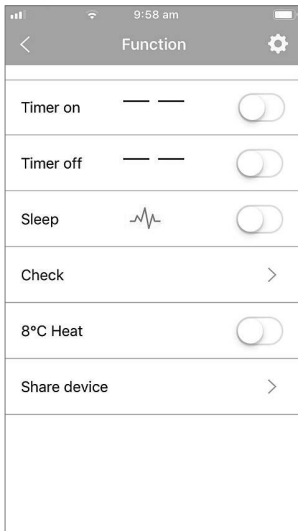 9:58 am
Function
Timer on — —
Timer off — —
Sleep
Check
8°C Heat
Share device